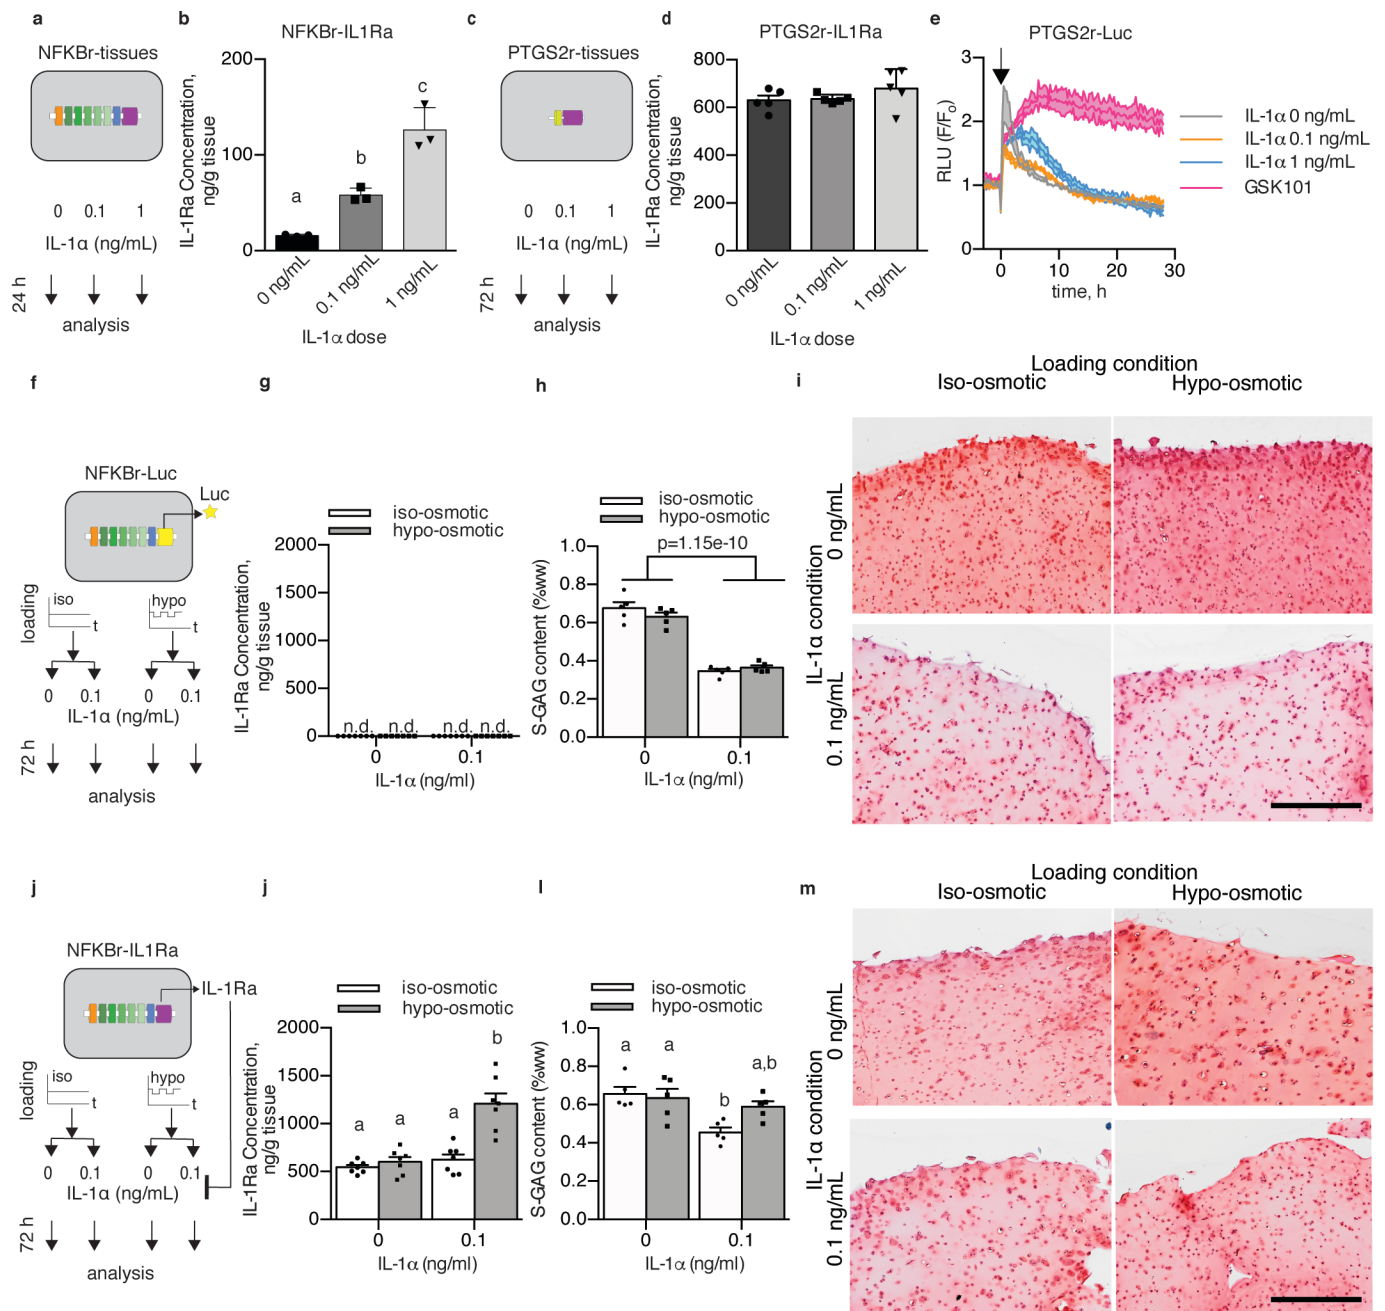 a
NFKBr-tissues
0 0.1 1
IL-1α (ng/mL)
24 h
analysis
b
NFKBr-IL1Ra
IL-1Ra Concentration,
ng/g tissue
200
100
0
a
b
c
0 ng/mL
0.1 ng/mL
1 ng/mL
IL-1α dose
c
PTGS2r-tissues
0 0.1 1
IL-1α (ng/mL)
72 h
analysis
d
PTGS2r-IL1Ra
IL-1Ra Concentration,
ng/g tissue
800
600
400
200
0
0 ng/mL
0.1 ng/mL
1 ng/mL
IL-1α dose
e
PTGS2r-Luc
RLU (F/Fo)
3
2
1
0
0 10 20 30
time, h
IL-1α 0 ng/mL
IL-1α 0.1 ng/mL
IL-1α 1 ng/mL
GSK101
f
NFKBr-Luc
Luc
loading
iso
t
hypo
t
0 0.1 0 0.1
IL-1α (ng/mL)
72 h
analysis
g
iso-osmotic
hypo-osmotic
IL-1Ra Concentration,
ng/g tissue
2000
1500
1000
500
0
n.d. n.d. n.d. n.d.
0 0.1
IL-1α (ng/ml)
h
iso-osmotic
hypo-osmotic
S-GAG content (%ww)
1.0
0.8
0.6
0.4
0.2
0.0
p=1.15e-10
0 0.1
IL-1α (ng/ml)
i
Loading condition
Iso-osmotic Hypo-osmotic
IL-1α condition
0 ng/mL
0.1 ng/mL
j
NFKBr-IL1Ra
IL-1Ra
loading
iso
t
hypo
t
0 0.1 0 0.1
IL-1α (ng/mL)
72 h
analysis
j
iso-osmotic
hypo-osmotic
IL-1Ra Concentration,
ng/g tissue
2000
1500
1000
500
0
a
a
a
b
0 0.1
IL-1α (ng/ml)
l
iso-osmotic
hypo-osmotic
S-GAG content (%ww)
1.0
0.8
0.6
0.4
0.2
0.0
a
a
b
a,b
0 0.1
IL-1α (ng/ml)
m
Loading condition
Iso-osmotic Hypo-osmotic
IL-1α condition
0 ng/mL
0.1 ng/mL